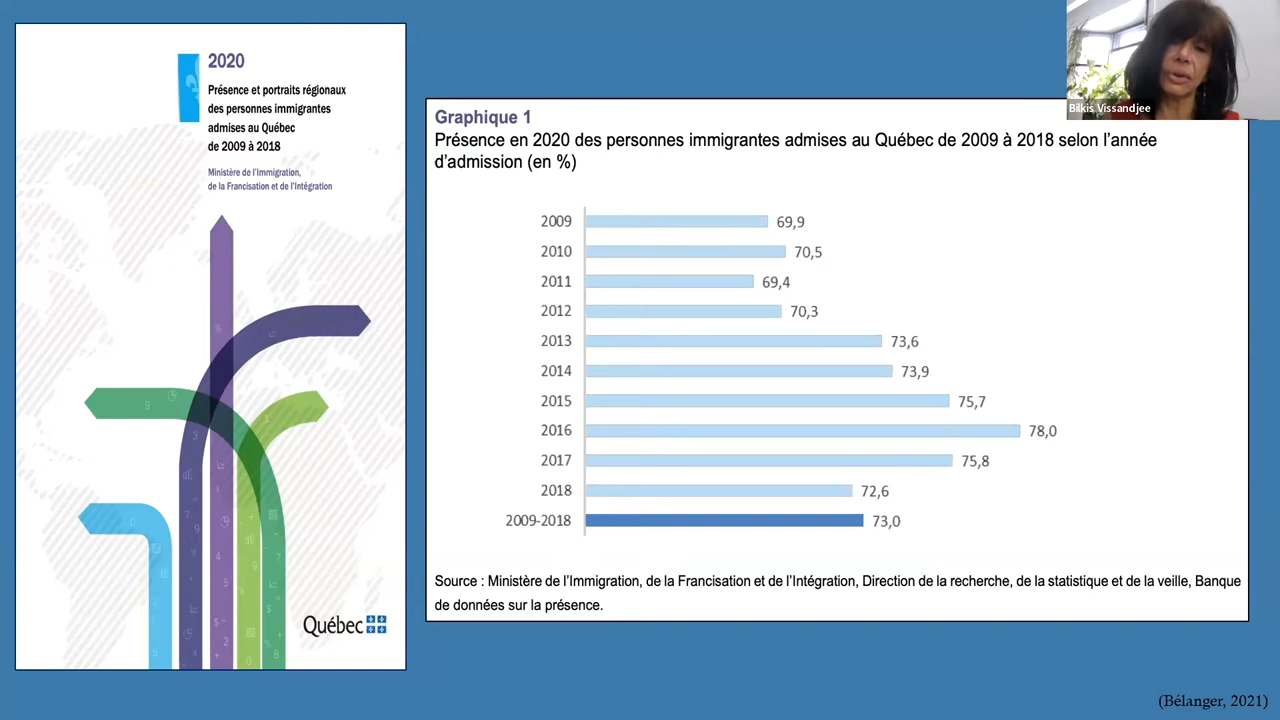 2020
Présence et portraits régionaux
des personnes immigrantes
admises au Québec
de 2009 à 2018
Ministère de l'Immigration,
de la Francisation et de l'Intégration
Québec
Bilkis Vissandjee
Graphique 1
Présence en 2020 des personnes immigrantes admises au Québec de 2009 à 2018 selon l'année
d'admission (en %)
2009 69,9
2010 70,5
2011 69,4
2012 70,3
2013 73,6
2014 73,9
2015 75,7
2016 78,0
2017 75,8
2018 72,6
2009-2018 73,0
Source : Ministère de l'Immigration, de la Francisation et de l'Intégration, Direction de la recherche, de la statistique et de la veille, Banque
de données sur la présence.
(Bélanger, 2021)